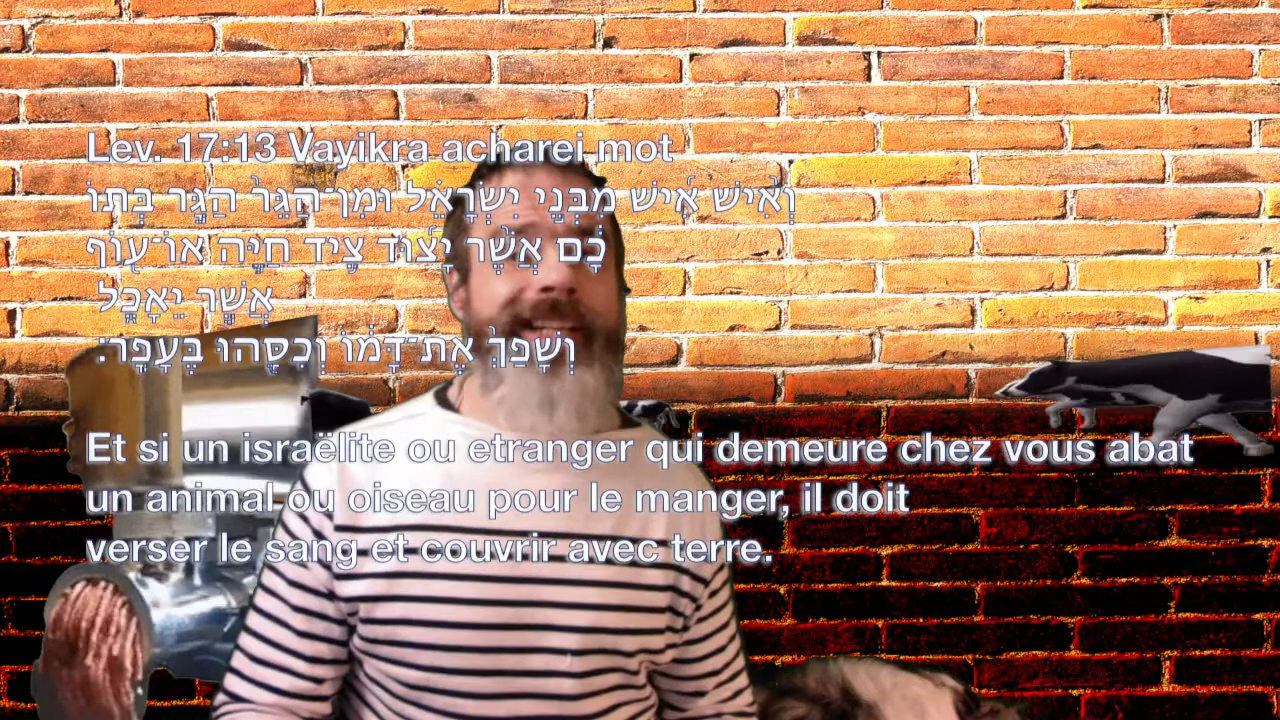 Lev. 17:13 Vayikra acharei mot
וְאִ֨ישׁ אִ֜ישׁ מִבְּנֵ֣י יִשְׂרָאֵ֗ל וּמִן־הַגֵּר֙ הַגָּ֣ר בְּתוֹ
כָ֔ם אֲשֶׁ֨ר יָצ֜וּד צֵ֥יד חַיָּ֛ה אוֹ־ע֖וֹף
אֲשֶׁ֣ר יֵאָכֵ֑ל
וְשָׁפַךְ֙ אֶת־דָּמ֔וֹ וְכִסָּ֖הוּ בֶּעָפָֽר׃
Et si un israëlite ou etranger qui demeure chez vous abat
un animal ou oiseau pour le manger, il doit
verser le sang et couvrir avec terre.